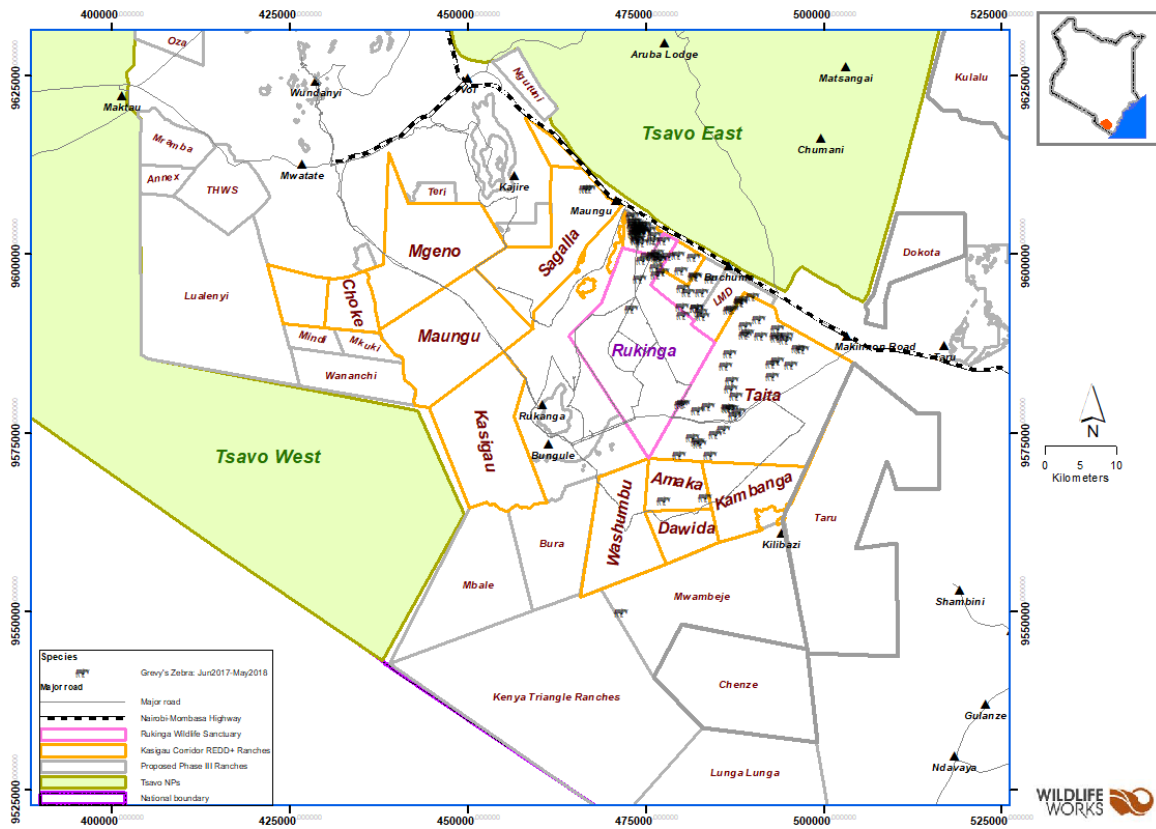 400000
425000
450000
475000
500000
525000
9625000
9600000
9575000
9550000
9525000
Oza
Aruba Lodge
Matsangai
Kulalu
Wundanyi
Voi
Ngutuni
Maktau
Tsavo East
Chumani
Mramba
Mwatate
Annex
THWS
Teri
Kajire
Maungu
Mgeno
Sagalla
Dokota
Buchuma
LMD
Lualenyi
Choke
Maungu
Rukinga
Makinnon Road
Taru
Mindi
Mkuki
Wananchi
Taita
Rukanga
Kasigau
Bungule
Tsavo West
Amaka
Kambanga
Washumbu
Dawida
Taru
Kilibazi
Bura
Mbale
Mwambeje
Shambini
Kenya Triangle Ranches
Chenze
Gulanze
Ndavaya
Lunga Lunga
N
0 10
Kilometers
Species
Grevy's Zebra: Jun2017-May2018
Major road
Major road
Nairobi-Mombasa Highway
Rukinga Wildlife Sanctuary
Kasigau Corridor REDD+ Ranches
Proposed Phase III Ranches
Tsavo NPs
National boundary
400000
425000
450000
475000
500000
525000
9625000
9600000
9575000
9550000
9525000
WILDLIFE
WORKS